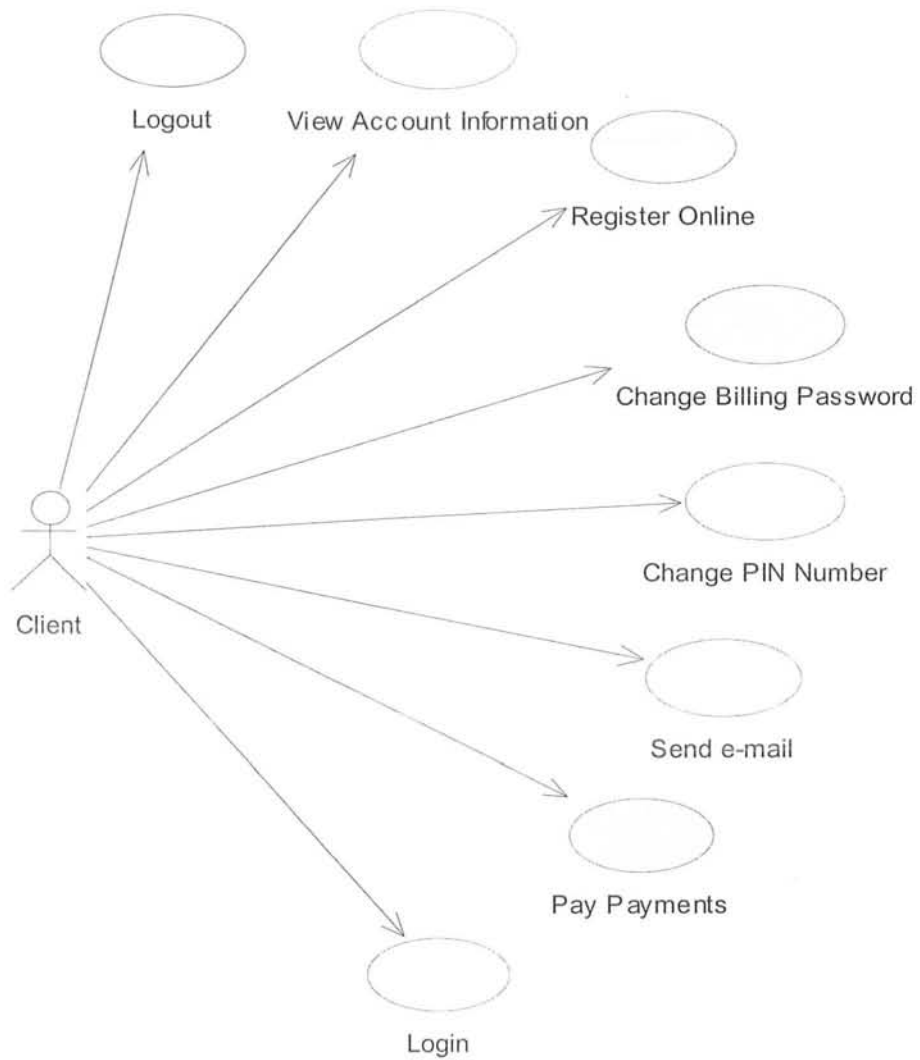 Logout
View Account Information
Register Online
Change Billing Password
Change PIN Number
Client
Send e-mail
Pay Payments
Login